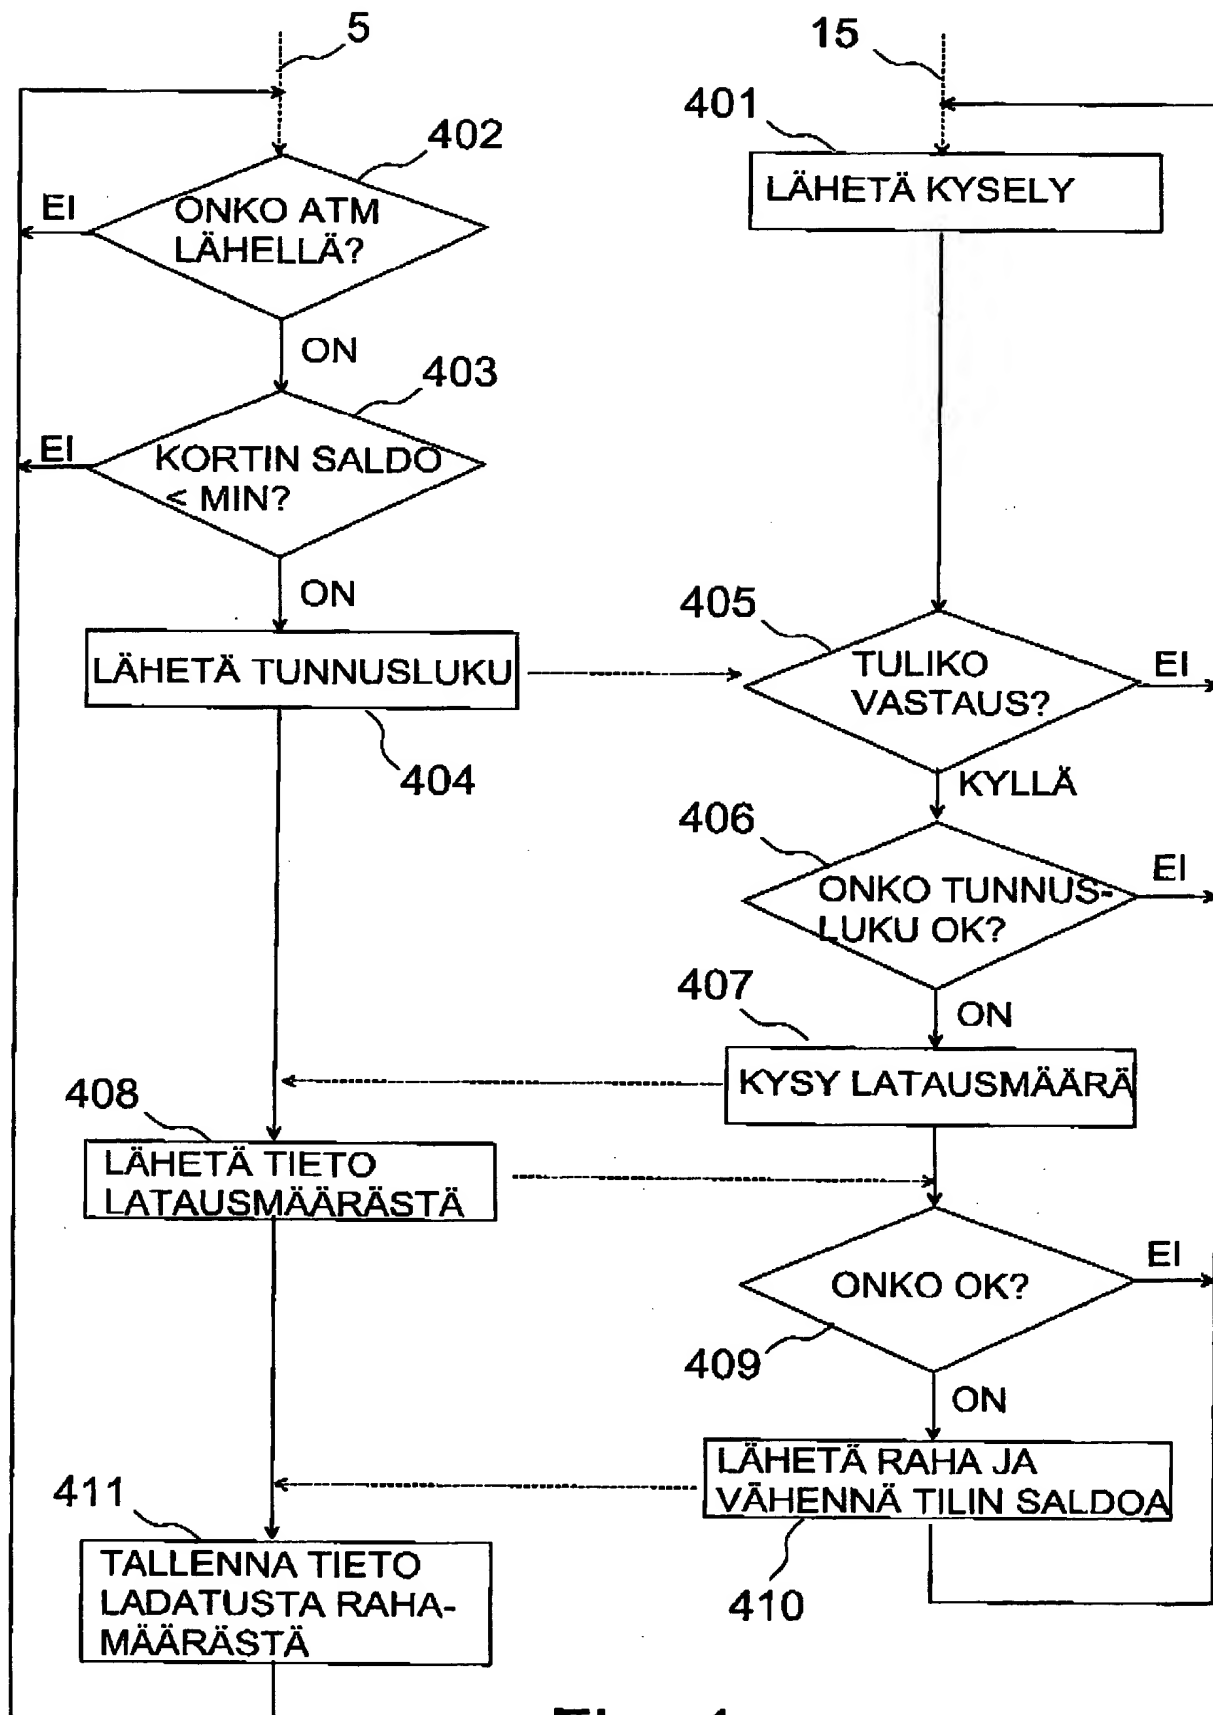 5
15
401
402
LÄHETÄ KYSELY
EI
ONKO ATM
LÄHELLÄ?
ON
403
EI
KORTIN SALDO
< MIN?
ON
405
LÄHETÄ TUNNUSLUKU
TULIKO
VASTAUS?
EI
404
KYLLÄ
406
ONKO TUNNUS-
LUKU OK?
EI
407
ON
KYSY LATAUSMÄÄRÄ
408
LÄHETÄ TIETO
LATAUSMÄÄRÄSTÄ
EI
ONKO OK?
409
ON
LÄHETÄ RAHA JA
VÄHENNÄ TILIN SALDOA
411
410
TALLENNA TIETO
LADATUSTA RAHA-
MÄÄRÄSTÄ